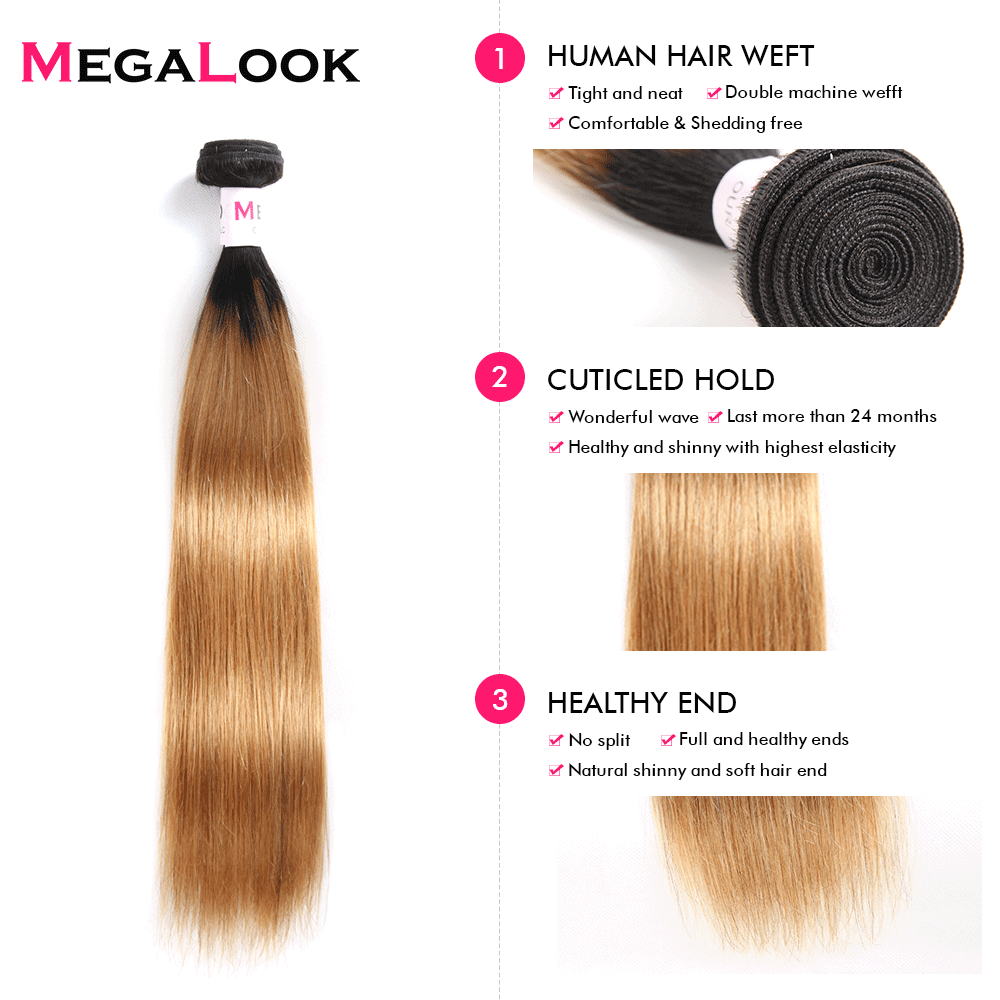 MEGALOOK
ME
1
HUMAN HAIR WEFT
Tight and neat
Double machine wefft
Comfortable & Shedding free
2
CUTICLED HOLD
Wonderful wave
Last more than 24 months
Healthy and shinny with highest elasticity
3
HEALTHY END
No split
Full and healthy ends
Natural shinny and soft hair end